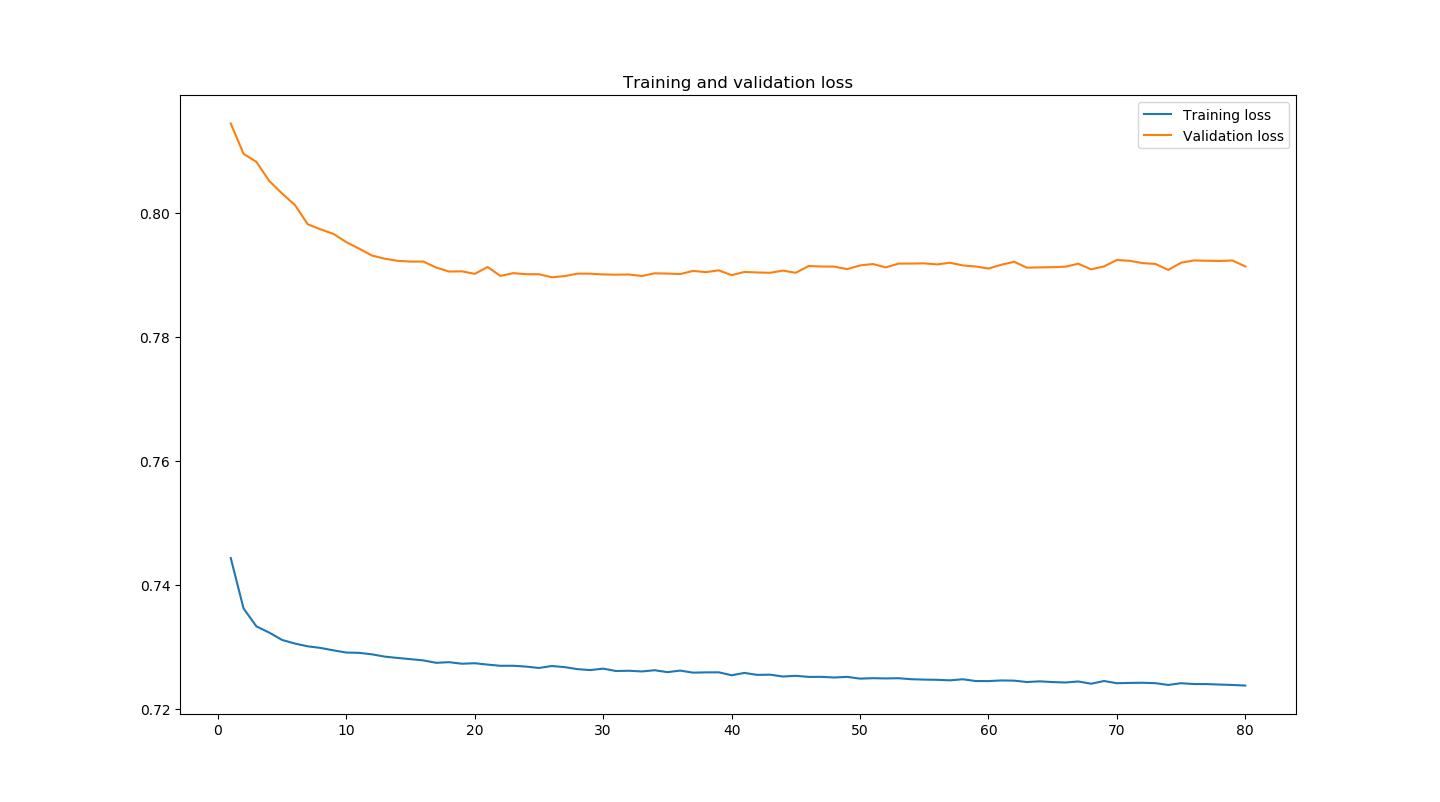 Training and validation loss
Training loss
Validation loss
0.80
0.78
0.76
0.74
0.72
0 10 20 30 40 50 60 70 80